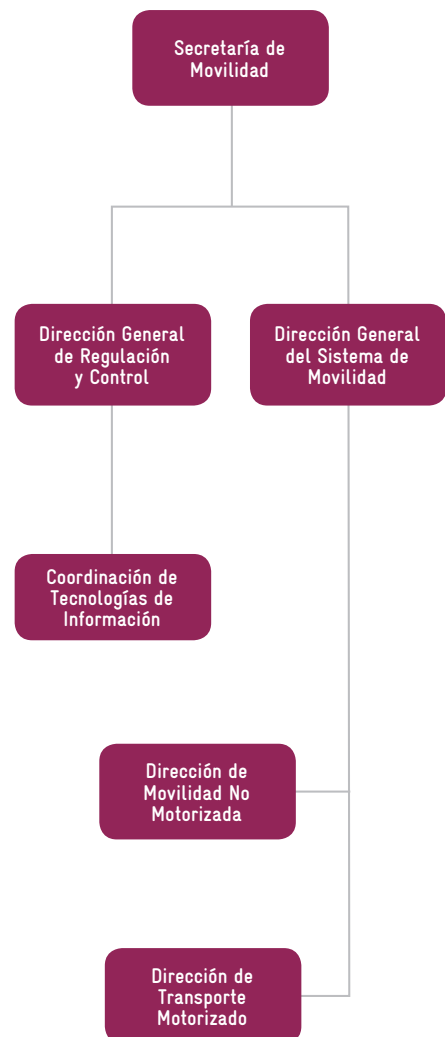 Secretaría de
Movilidad
Dirección General
de Regulación
y Control
Dirección General
del Sistema de
Movilidad
Coordinación de
Tecnologías de
Información
Dirección de
Movilidad No
Motorizada
Dirección de
Transporte
Motorizado